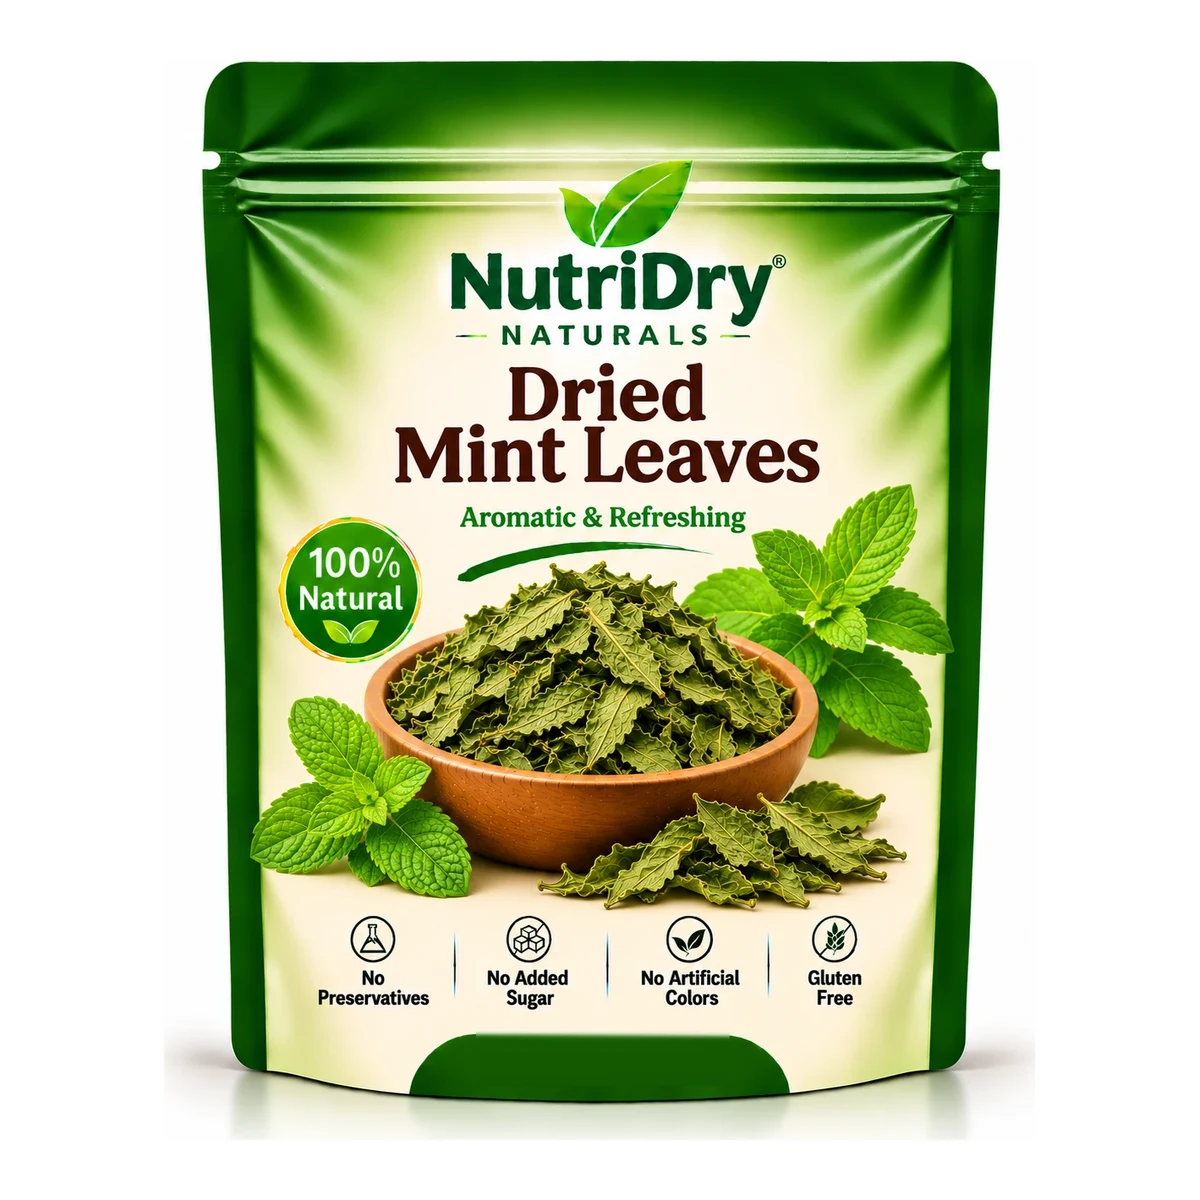 NutriDry®
NATURALS
Dried
Mint Leaves
Aromatic & Refreshing
100%
Natural
No
Preservatives
No Added
Sugar
No Artificial
Colors
Gluten
Free